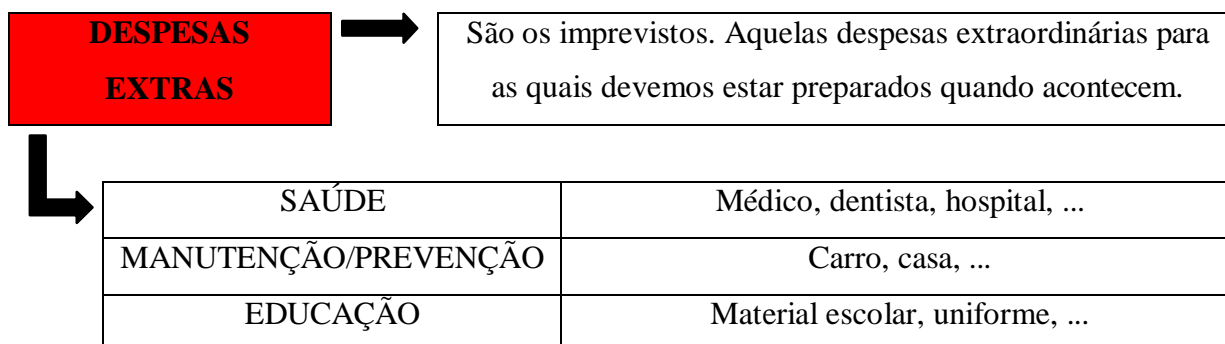 DESPESAS
EXTRAS
São os imprevistos. Aquelas despesas extraordinárias para
as quais devemos estar preparados quando acontecem.
SAÚDE
Médico, dentista, hospital, ...
MANUTENÇÃO/PREVENÇÃO
Carro, casa, ...
EDUCAÇÃO
Material escolar, uniforme, ...